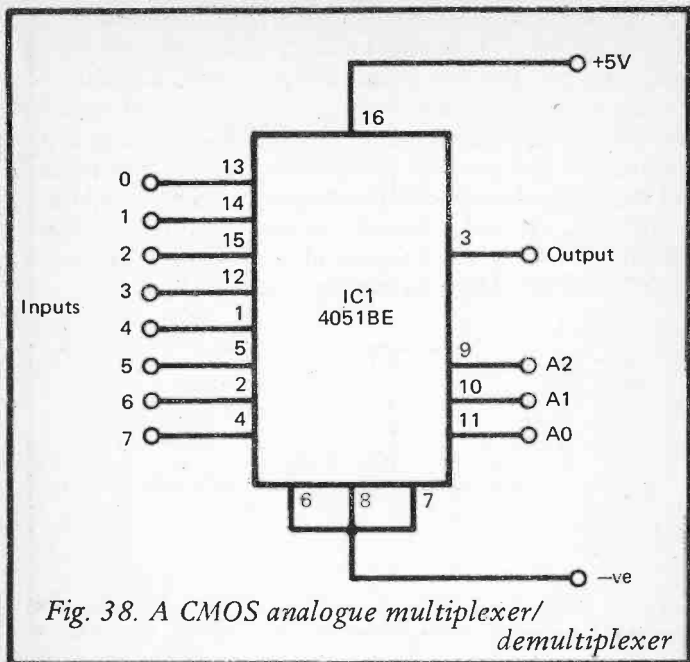 +5V
16
0
13
1
14
2
15
3
12
Inputs
4
1
5
5
6
2
7
4
IC1
4051BE
3
Output
9
A2
10
A1
11
A0
6
8
7
–ve
Fig. 38. A CMOS analogue multiplexer/
demultiplexer